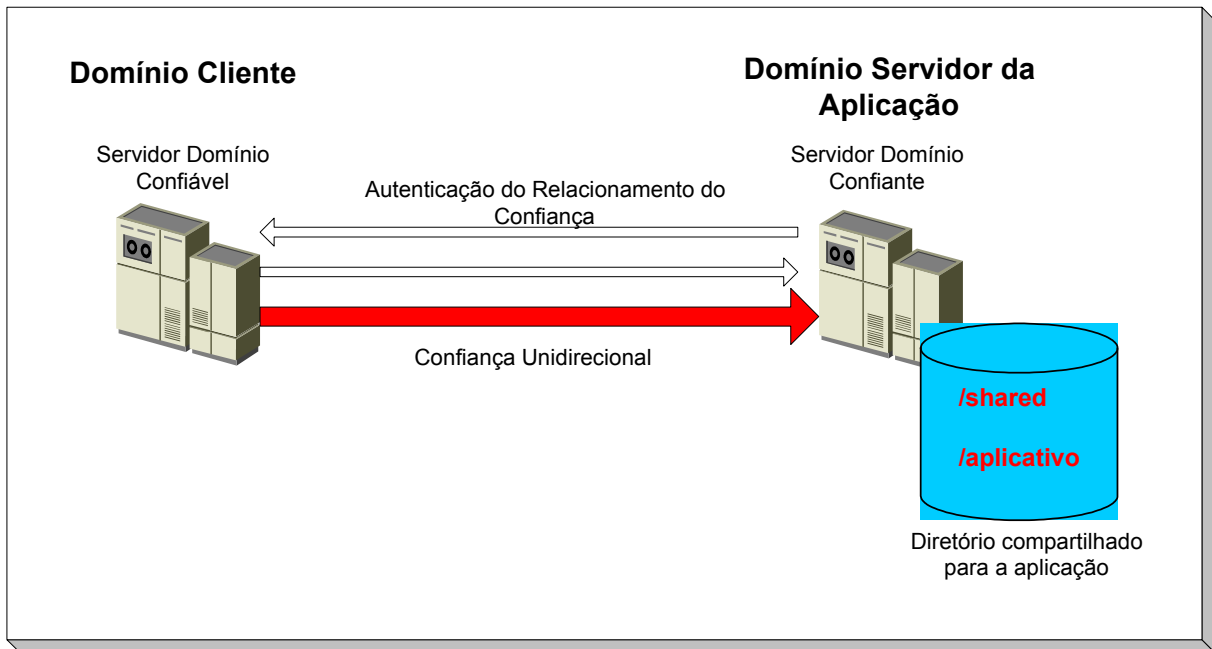 Domínio Cliente
Domínio Servidor da
Aplicação
Servidor Domínio
Confiável
Autenticação do Relacionamento do
Confiança
Servidor Domínio
Confiante
Confiança Unidirecional
/shared
/aplicativo
Diretório compartilhado
para a aplicação